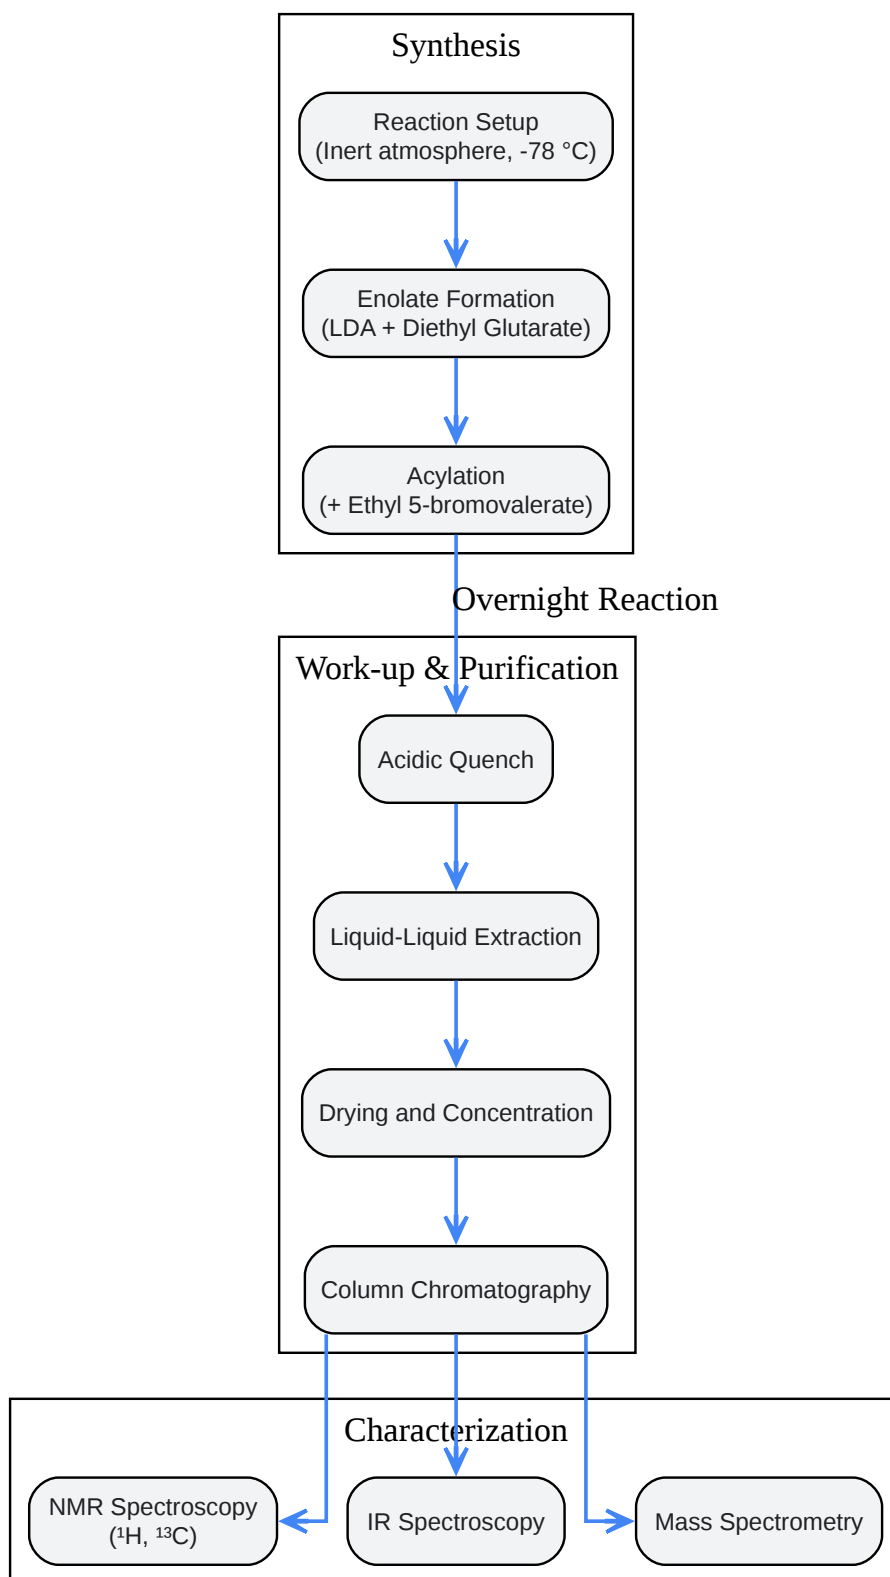 Synthesis
Reaction Setup
(Inert atmosphere, -78 °C)
Enolate Formation
(LDA + Diethyl Glutarate)
Acylation
(+ Ethyl 5-bromovalerate)
Overnight Reaction
Work-up & Purification
Acidic Quench
Liquid-Liquid Extraction
Drying and Concentration
Column Chromatography
Characterization
NMR Spectroscopy
(¹H, ¹³C)
IR Spectroscopy
Mass Spectrometry